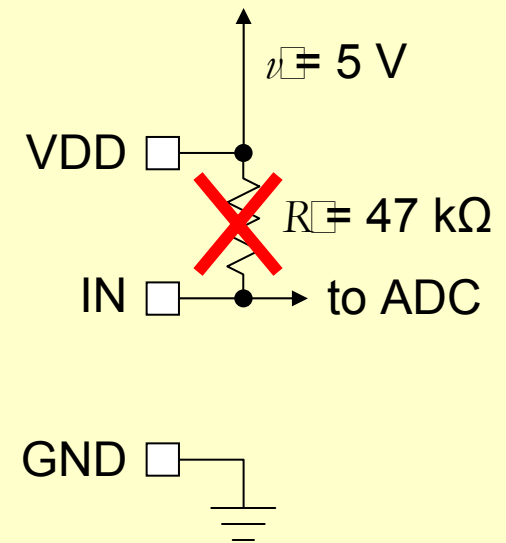 v = 5 V
VDD
R = 47 kΩ
IN
to ADC
GND